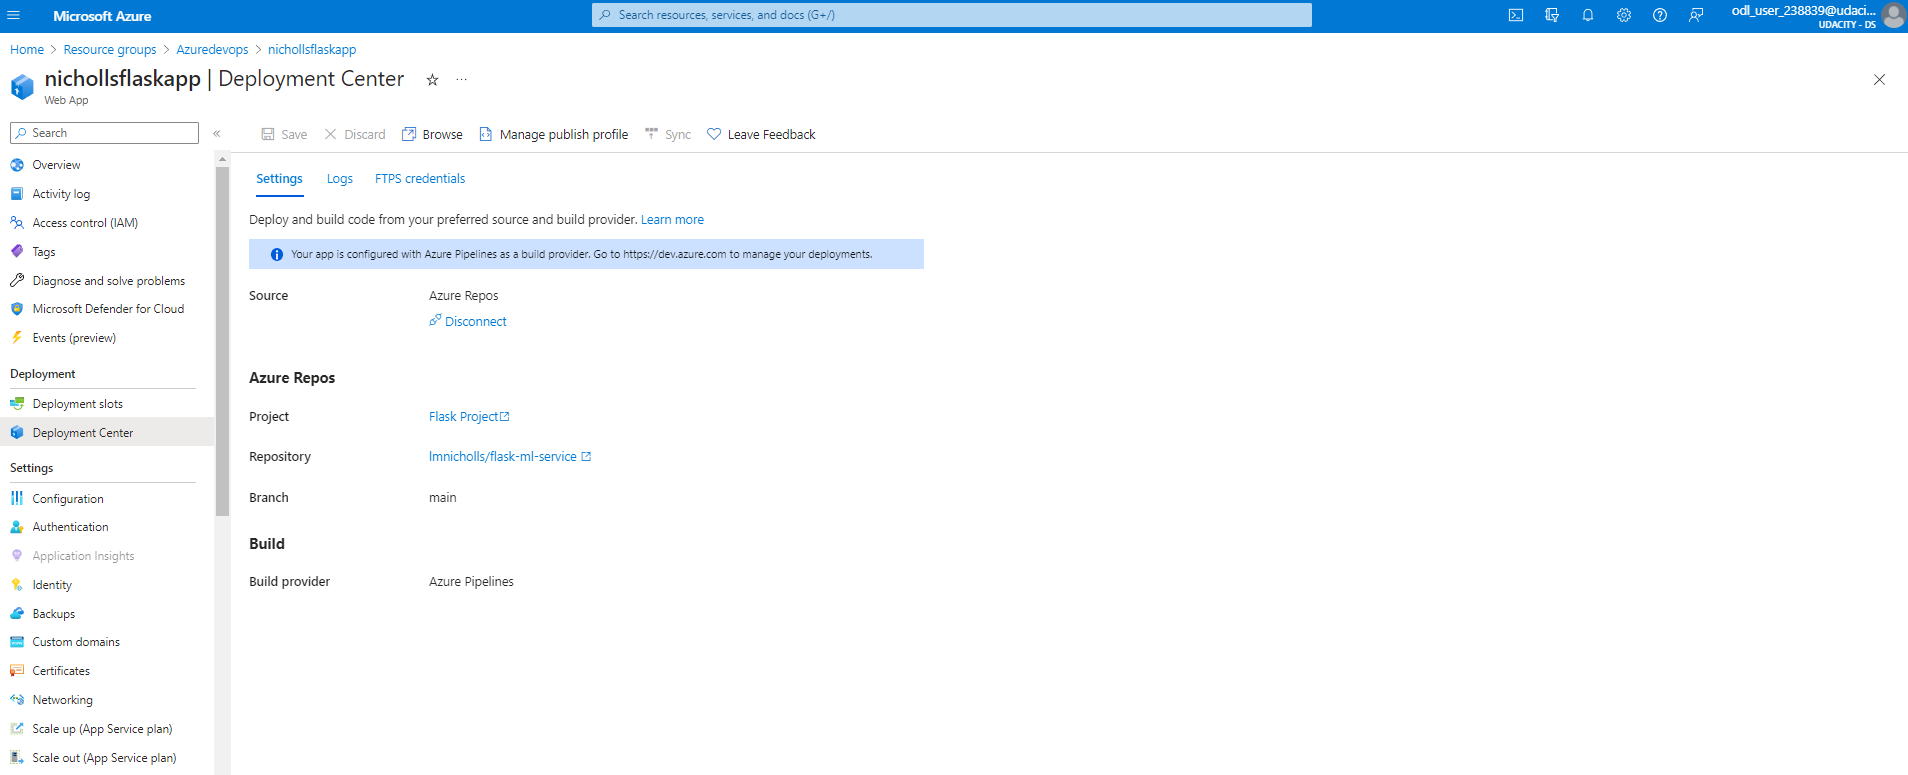 Microsoft Azure
Search resources, services, and docs (G+/)
odl_user_238839@udaci...
UDACITY - DS
Home > Resource groups > Azuredevops > nichollsflaskapp
nichollsflaskapp | Deployment Center
Web App
Search
Save
Discard
Browse
Manage publish profile
Sync
Leave Feedback
Overview
Activity log
Access control (IAM)
Tags
Diagnose and solve problems
Microsoft Defender for Cloud
Events (preview)
Deployment
Deployment slots
Deployment Center
Settings
Configuration
Authentication
Application Insights
Identity
Backups
Custom domains
Certificates
Networking
Scale up (App Service plan)
Scale out (App Service plan)
Settings
Logs
FTPS credentials
Deploy and build code from your preferred source and build provider. Learn more
Your app is configured with Azure Pipelines as a build provider. Go to https://dev.azure.com to manage your deployments.
Source
Azure Repos
Disconnect
Azure Repos
Project
Flask Project
Repository
lmnicholls/flask-ml-service
Branch
main
Build
Build provider
Azure Pipelines